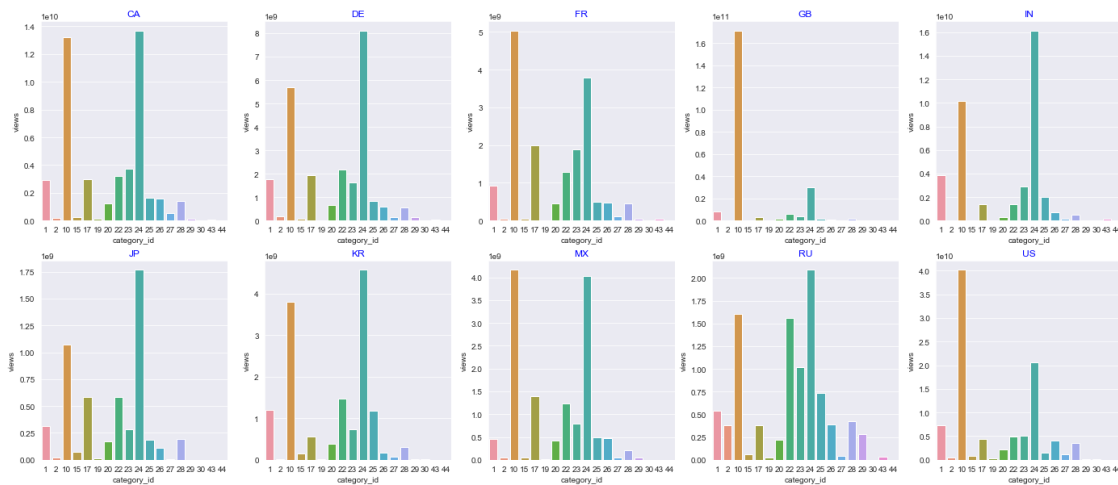 CA
1e10
1.4
1.2
1.0
0.8
0.6
0.4
0.2
0.0
views
1 2 10 15 17 19 20 22 23 24 25 26 27 28 29 30 43 44
category_id
DE
1e9
8
7
6
5
4
3
2
1
0
views
1 2 10 15 17 19 20 22 23 24 25 26 27 28 29 30 43 44
category_id
FR
1e9
5
4
3
2
1
0
views
1 2 10 15 17 19 20 22 23 24 25 26 27 28 29 30 43 44
category_id
GB
1e11
1.6
1.4
1.2
1.0
0.8
0.6
0.4
0.2
0.0
views
1 2 10 15 17 19 20 22 23 24 25 26 27 28 29 30 43 44
category_id
IN
1e10
1.6
1.4
1.2
1.0
0.8
0.6
0.4
0.2
0.0
views
1 2 10 15 17 19 20 22 23 24 25 26 27 28 29 30 43 44
category_id
JP
1e9
1.75
1.50
1.25
1.00
0.75
0.50
0.25
0.00
views
1 2 10 15 17 19 20 22 23 24 25 26 27 28 29 30 43 44
category_id
KR
1e9
4
3
2
1
0
views
1 2 10 15 17 19 20 22 23 24 25 26 27 28 29 30 43 44
category_id
MX
1e9
4.0
3.5
3.0
2.5
2.0
1.5
1.0
0.5
0.0
views
1 2 10 15 17 19 20 22 23 24 25 26 27 28 29 30 43 44
category_id
RU
1e9
2.00
1.75
1.50
1.25
1.00
0.75
0.50
0.25
0.00
views
1 2 10 15 17 19 20 22 23 24 25 26 27 28 29 30 43 44
category_id
US
1e10
4.0
3.5
3.0
2.5
2.0
1.5
1.0
0.5
0.0
views
1 2 10 15 17 19 20 22 23 24 25 26 27 28 29 30 43 44
category_id